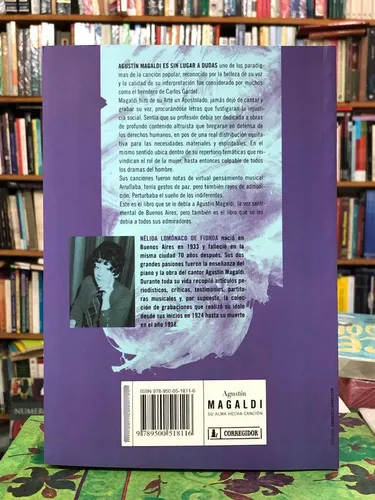 AGUSTÍN MAGALDI ES SIN LUGAR A DUDAS uno de los paradig-
mas de la canción popular, reconocido por la belleza de su voz
y la calidad de su interpretación fue considerado por muchos
como el heredero de Carlos Gardel.
Magaldi hizo de su Arte un Apostolado, jamás dejó de cantar y
grabar su voz, procurándose letras que fustigaran la injusti-
cia social. Sentía que su profesión debía ser dedicada a obras
de profundo contenido altruista que bregaran en defensa de
los derechos humanos, en pos de una real distribución equita-
tiva para las necesidades materiales y espirituales. En el
mismo sentido ubica dentro de su repertorio temáticas que rei-
vindican el rol de la mujer, hasta entonces culpable de todos
los dramas del hombre.
Sus canciones fueron notas de virtual pensamiento musical:
Arrullaba, tenía gestos de paz, pero también rayos de admoni-
ción. Perturbaba el sueño de los indiferentes.
Este es el libro que se le debía a Agustín Magaldi, la voz senti-
mental de Buenos Aires, pero también es el libro que se les
debía a todos sus admiradores.
NÉLIDA LOMÓNACO DE FIONDA nació en
Buenos Aires en 1933 y falleció en la
misma ciudad 70 años después. Sus dos
grandes pasiones fueron la enseñanza del
piano y la obra del cantor Agustín Magaldi.
Durante toda su vida recopiló artículos pe-
riodísticos, críticas, testimonios, partitu-
ras musicales y, por supuesto, la colec-
ción de grabaciones que realizó su ídolo
desde sus inicios en 1924 hasta su muerte
en el año 1938.
ISBN 978-950-05-1811-6
9789500518116
Agustín
MAGALDI
SU ALMA HECHA CANCIÓN
CORREGIDOR